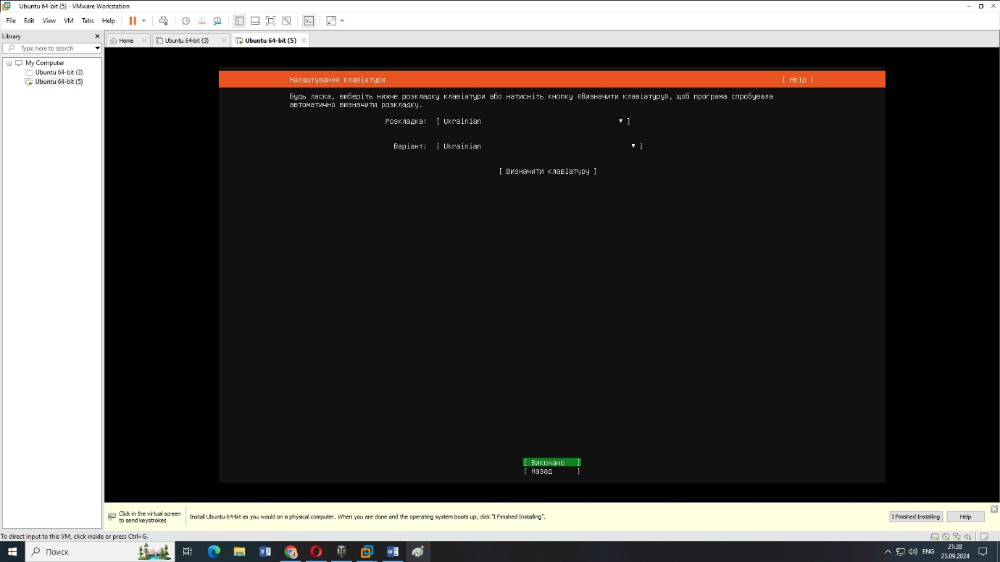 Ubuntu 64-bit (5) - VMware Workstation
File Edit View VM Tabs Help
Library
Type here to search
My Computer
Ubuntu 64-bit (3)
Ubuntu 64-bit (5)
Home Ubuntu 64-bit (3) Ubuntu 64-bit (5)
Налаштування клавіатури [ Help ]
Будь ласка, виберіть нижче розкладку клавіатури або натисніть кнопку «Визначити клавіатуру», щоб програма спробувала
автоматично визначити розкладку.
Розкладка: [ Ukrainian ▾ ]
Варіант: [ Ukrainian ▾ ]
[ Визначити клавіатуру ]
[ Виконано ]
[ Назад ]
Click in the virtual screen
to send keystrokes
Install Ubuntu 64-bit as you would on a physical computer. When you are done and the operating system boots up, click "I Finished Installing".
I Finished Installing Help
To direct input to this VM, click inside or press Ctrl+G.
Поиск
ENG
21:28
25.09.2024